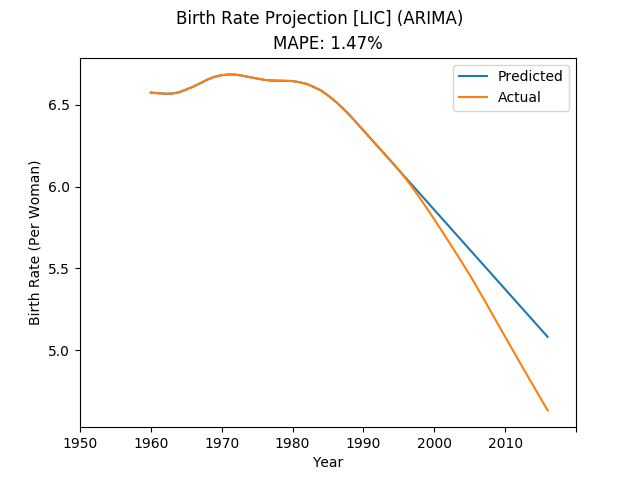 Birth Rate Projection [LIC] (ARIMA)
MAPE: 1.47%
Predicted
Actual
6.5
6.0
5.5
5.0
Birth Rate (Per Woman)
1950 1960 1970 1980 1990 2000 2010
Year